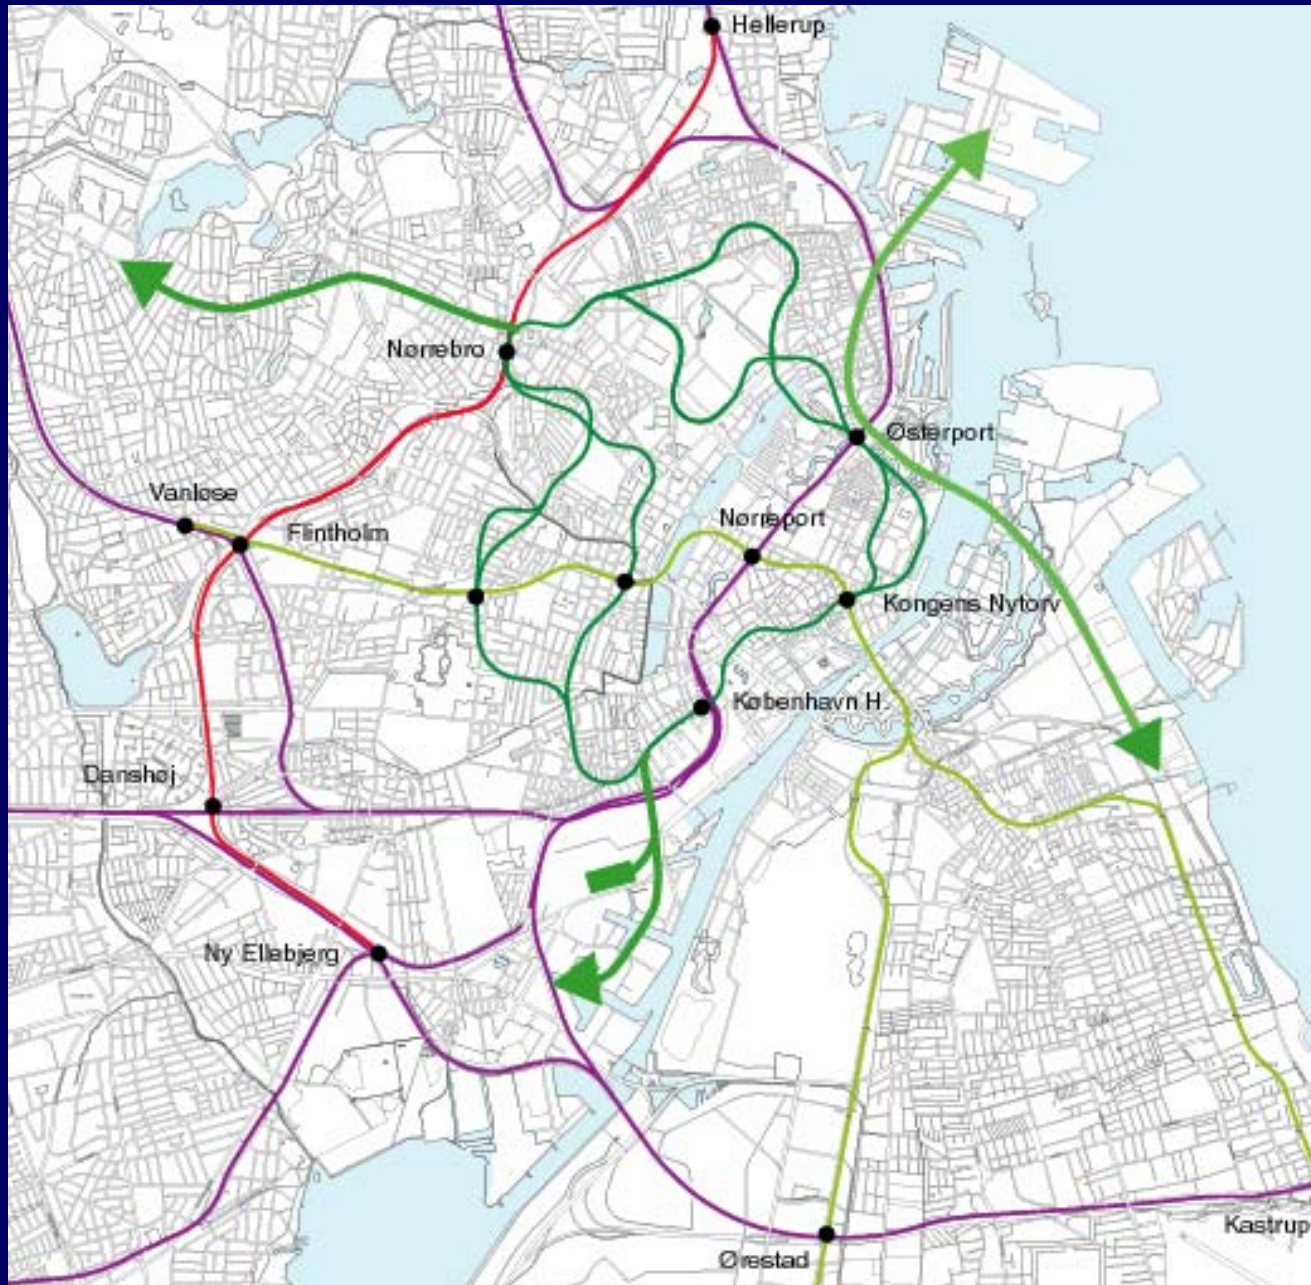 Hellerup
Nørrebro
Østerport
Vanløse
Flintholm
Nørreport
Kongens Nytorv
København H.
Danshøj
Ny Ellebjerg
Kastrup
Ørestad